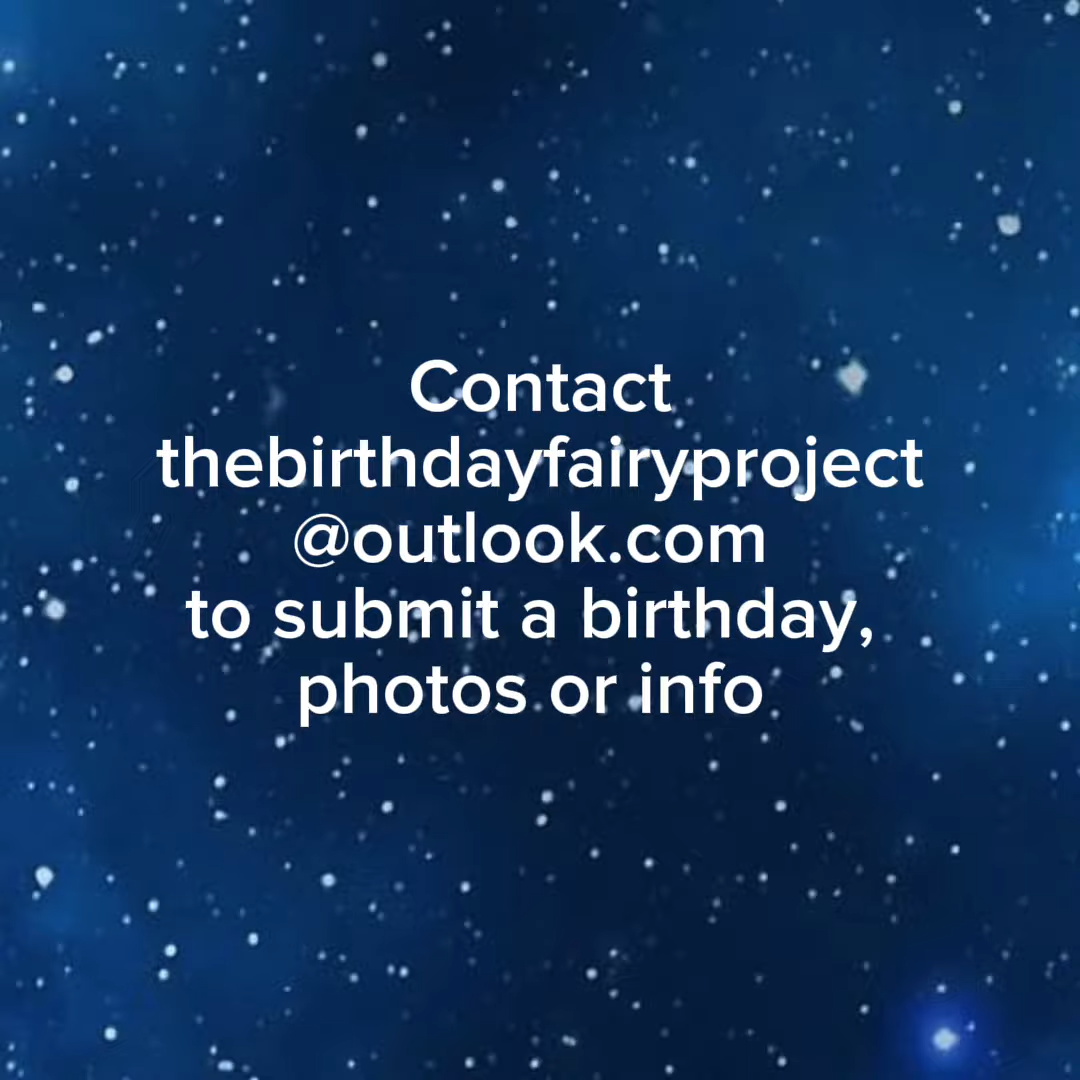 Contact
thebirthdayfairyproject
@outlook.com
to submit a birthday,
photos or info